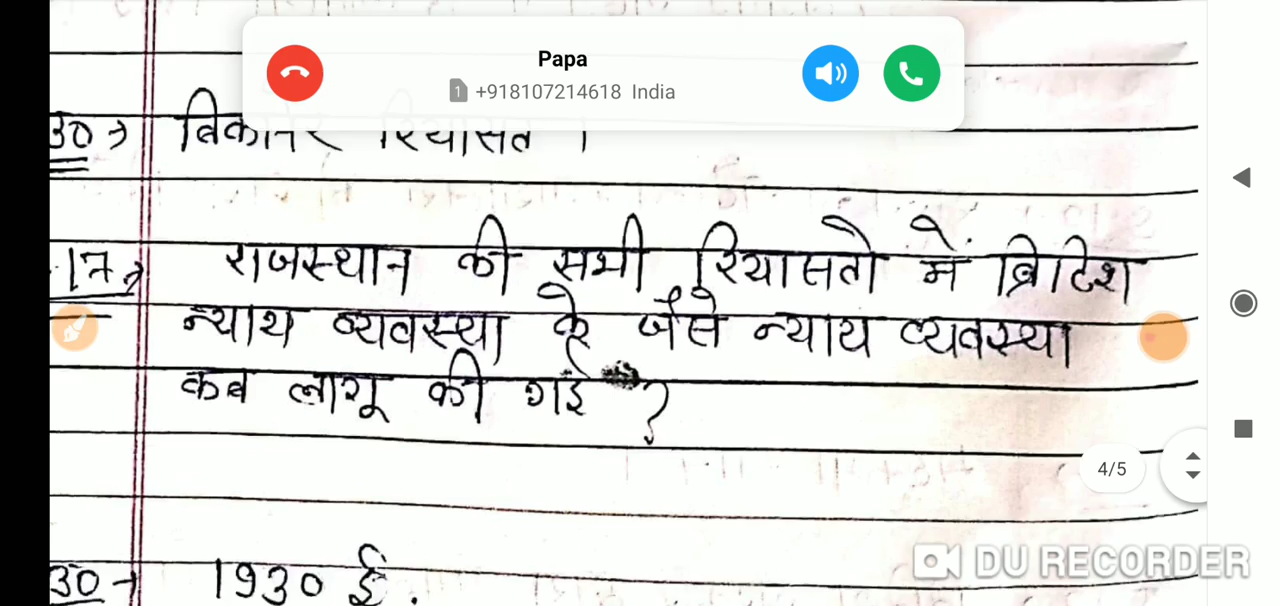 Papa
1 +918107214618 India
उ० → बिकानेर रियासत ।
17 → राजस्थान की सभी रियासतो में ब्रिटिश
न्याय व्यवस्था के जैसे न्याय व्यवस्था
कब लागू की गई ?
4/5
उ० → 1930 ई.
DU RECORDER